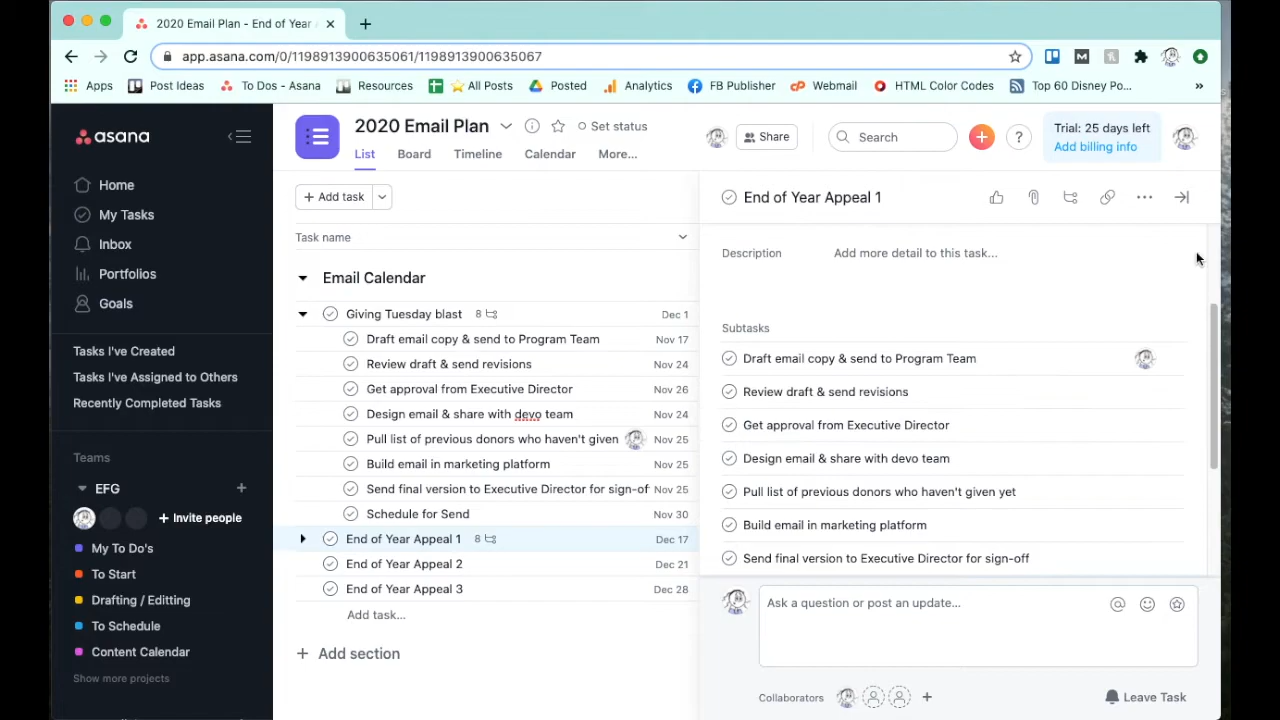 2020 Email Plan - End of Year
app.asana.com/0/1198913900635061/1198913900635067
Apps
Post Ideas
To Dos - Asana
Resources
All Posts
Posted
Analytics
FB Publisher
Webmail
HTML Color Codes
Top 60 Disney Po...
»
asana
Home
My Tasks
Inbox
Portfolios
Goals
Tasks I've Created
Tasks I've Assigned to Others
Recently Completed Tasks
Teams
EFG
+ Invite people
My To Do's
To Start
Drafting / Editing
To Schedule
Content Calendar
Show more projects
2020 Email Plan
Set status
List
Board
Timeline
Calendar
More...
Share
Search
?
Trial: 25 days left
Add billing info
+ Add task
Task name
Email Calendar
Giving Tuesday blast 8 Dec 1
Draft email copy & send to Program Team Nov 17
Review draft & send revisions Nov 24
Get approval from Executive Director Nov 26
Design email & share with devo team Nov 24
Pull list of previous donors who haven't given Nov 25
Build email in marketing platform Nov 25
Send final version to Executive Director for sign-of Nov 25
Schedule for Send Nov 30
End of Year Appeal 1 8 Dec 17
End of Year Appeal 2 Dec 21
End of Year Appeal 3 Dec 28
Add task...
+ Add section
End of Year Appeal 1
Description
Add more detail to this task...
Subtasks
Draft email copy & send to Program Team
Review draft & send revisions
Get approval from Executive Director
Design email & share with devo team
Pull list of previous donors who haven't given yet
Build email in marketing platform
Send final version to Executive Director for sign-off
Ask a question or post an update...
Collaborators
Leave Task